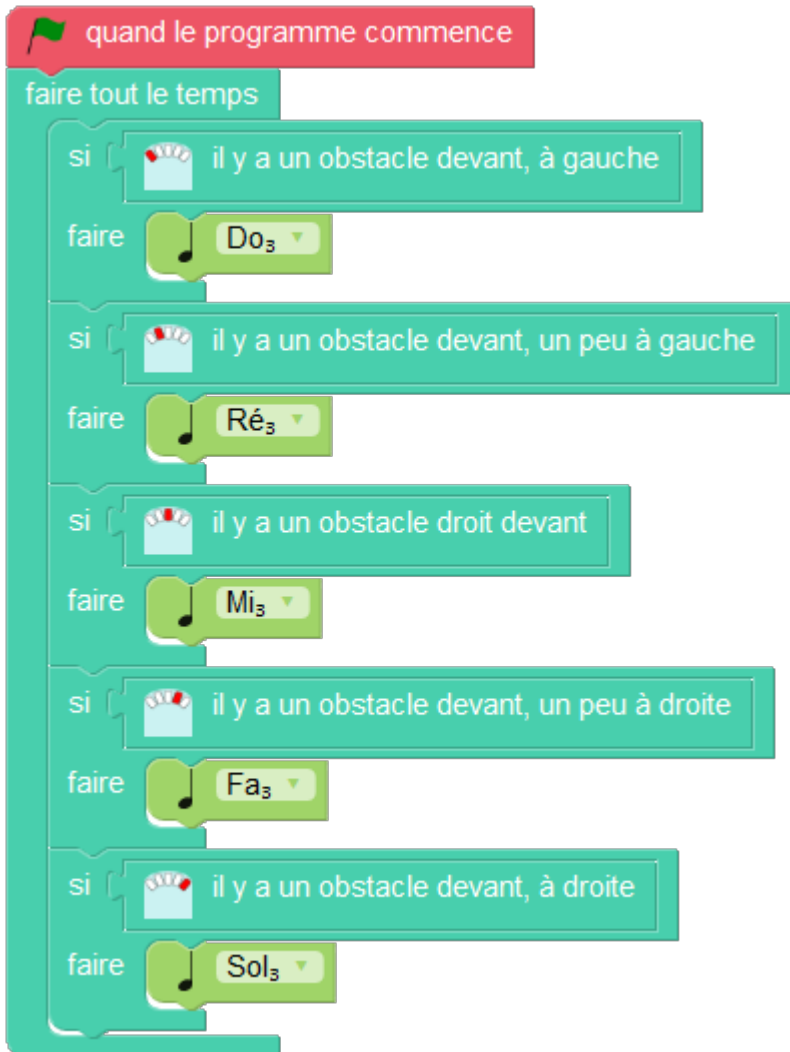 quand le programme commence
faire tout le temps
si il y a un obstacle devant, à gauche
faire Do₃
si il y a un obstacle devant, un peu à gauche
faire Ré₃
si il y a un obstacle droit devant
faire Mi₃
si il y a un obstacle devant, un peu à droite
faire Fa₃
si il y a un obstacle devant, à droite
faire Sol₃